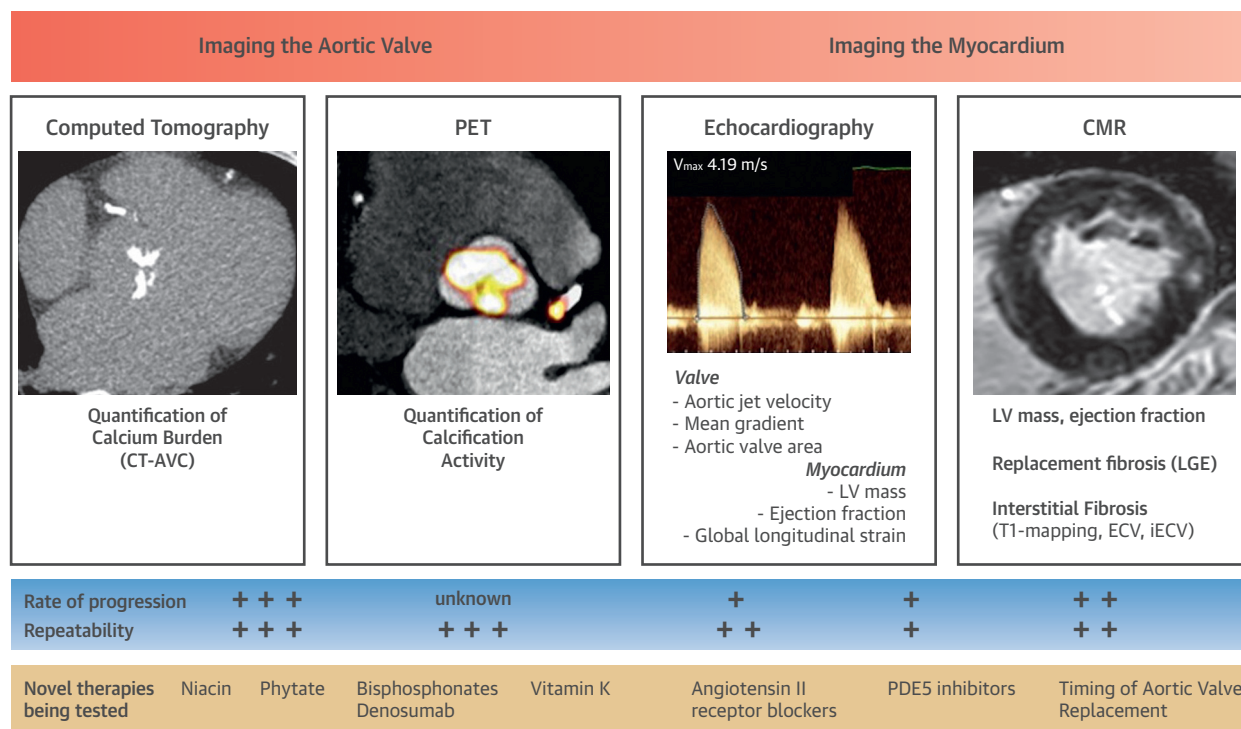 Imaging the Aortic Valve
Imaging the Myocardium
Computed Tomography
Quantification of
Calcium Burden
(CT-AVC)
PET
Quantification of
Calcification
Activity
Echocardiography
Vmax 4.19 m/s
Valve
- Aortic jet velocity
- Mean gradient
- Aortic valve area
Myocardium
- LV mass
- Ejection fraction
- Global longitudinal strain
CMR
LV mass, ejection fraction
Replacement fibrosis (LGE)
Interstitial Fibrosis
(T1-mapping, ECV, iECV)
Rate of progression + + + unknown + + + +
Repeatability + + + + + + + + + + +
Novel therapies
being tested
Niacin
Phytate
Bisphosphonates
Denosumab
Vitamin K
Angiotensin II
receptor blockers
PDE5 inhibitors
Timing of Aortic Valve
Replacement